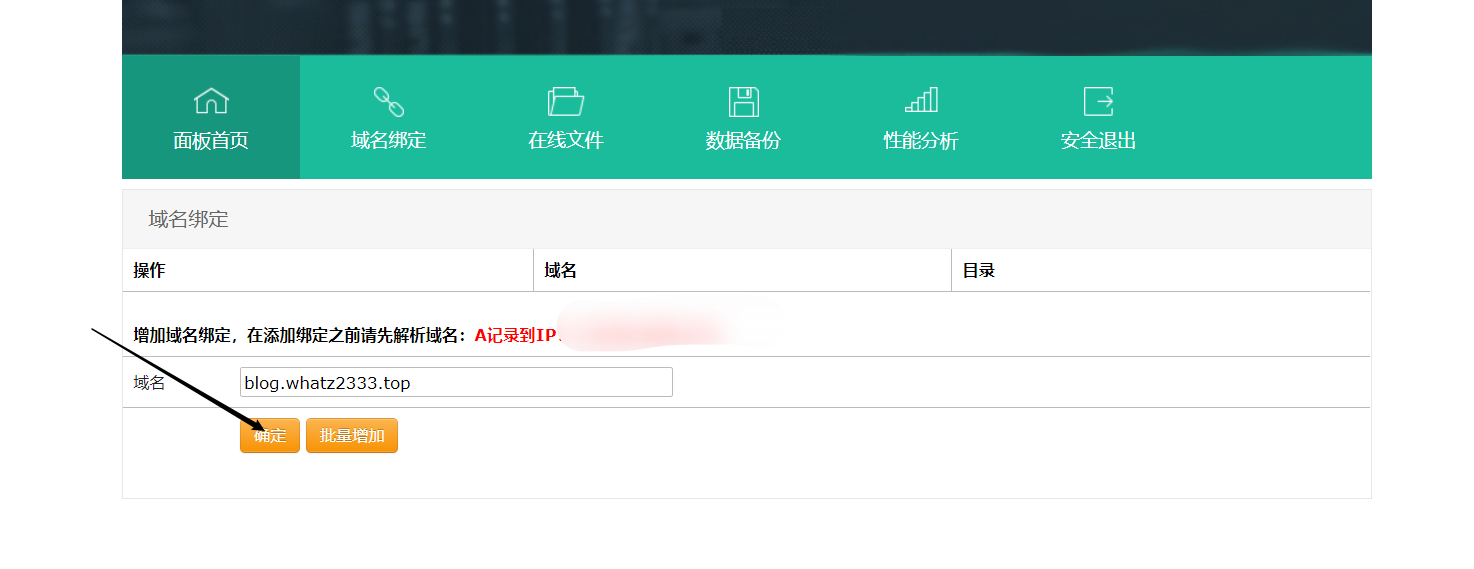 面板首页
域名绑定
在线文件
数据备份
性能分析
安全退出
域名绑定
操作 域名 目录
增加域名绑定，在添加绑定之前请先解析域名：A记录到IP
域名 blog.whatz2333.top
确定 批量增加